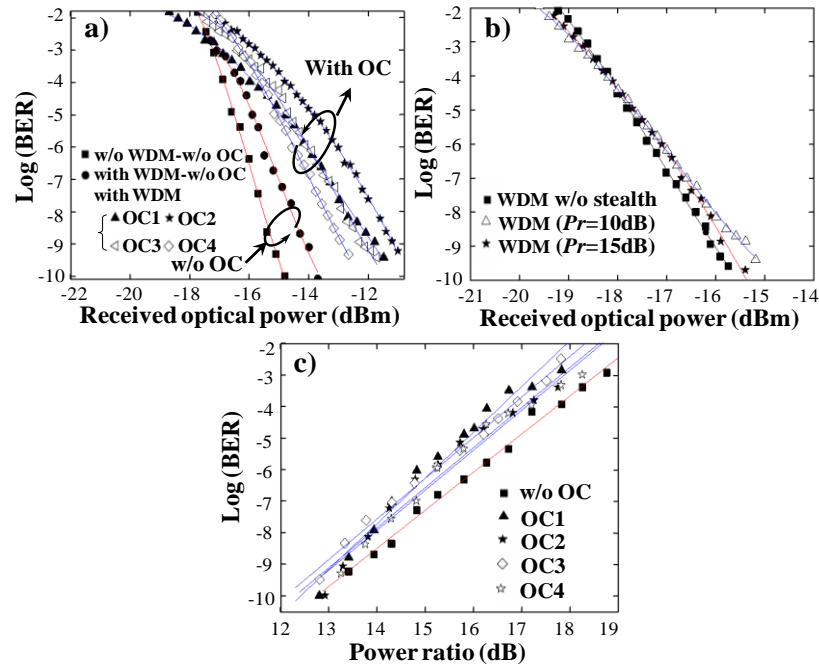 a)
-2
-3
-4
-5
-6
-7
-8
-9
-10
Log (BER)
With OC
w/o WDM-w/o OC
with WDM-w/o OC
with WDM
OC1 OC2
OC3 OC4
w/o OC
-22 -20 -18 -16 -14 -12
Received optical power (dBm)
b)
-2
-3
-4
-5
-6
-7
-8
-9
-10
Log (BER)
WDM w/o stealth
WDM (Pr=10dB)
WDM (Pr=15dB)
-21 -20 -19 -18 -17 -16 -15 -14
Received optical power (dBm)
c)
-2
-3
-4
-5
-6
-7
-8
-9
-10
Log (BER)
w/o OC
OC1
OC2
OC3
OC4
12 13 14 15 16 17 18 19
Power ratio (dB)